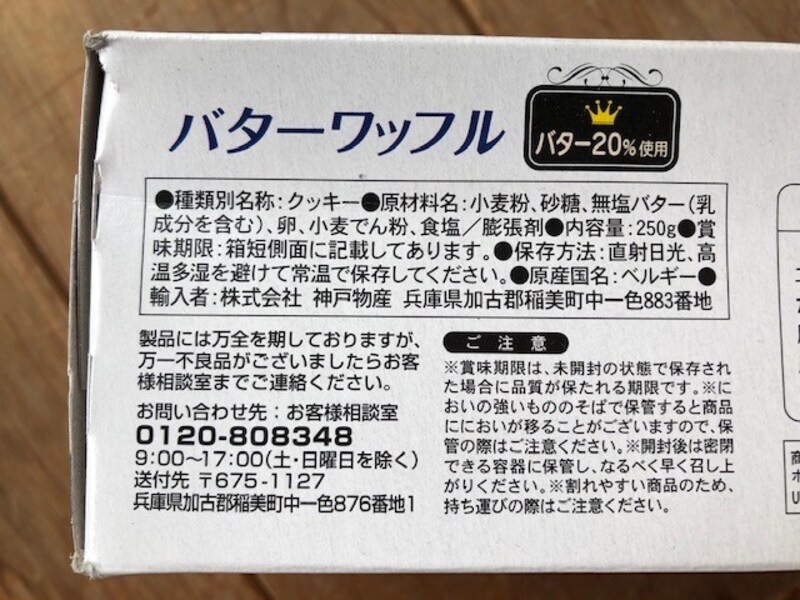 バターワッフル
バター20%使用
●種類別名称:クッキー●原材料名:小麦粉、砂糖、無塩バター(乳
成分を含む)、卵、小麦でん粉、食塩/膨張剤●内容量:250g●賞
味期限:箱短側面に記載してあります。●保存方法:直射日光、高
温多湿を避けて常温で保存してください。●原産国名:ベルギー●
輸入者:株式会社 神戸物産 兵庫県加古郡稲美町中一色883番地
製品には万全を期しておりますが、
万一不良品がございましたらお客
様相談室までご連絡ください。
お問い合わせ先:お客様相談室
0120-808348
9:00〜17:00(土・日曜日を除く)
送付先 〒675-1127
兵庫県加古郡稲美町中一色876番地1
ご注意
※賞味期限は、未開封の状態で保存され
た場合に品質が保たれる期限です。※に
おいの強いもののそばで保管すると商品
ににおいが移ることがございますので、保
管の際はご注意ください。※開封後は密閉
できる容器に保管し、なるべく早く召し上
がりください。※割れやすい商品のため、
持ち運びの際はご注意ください。